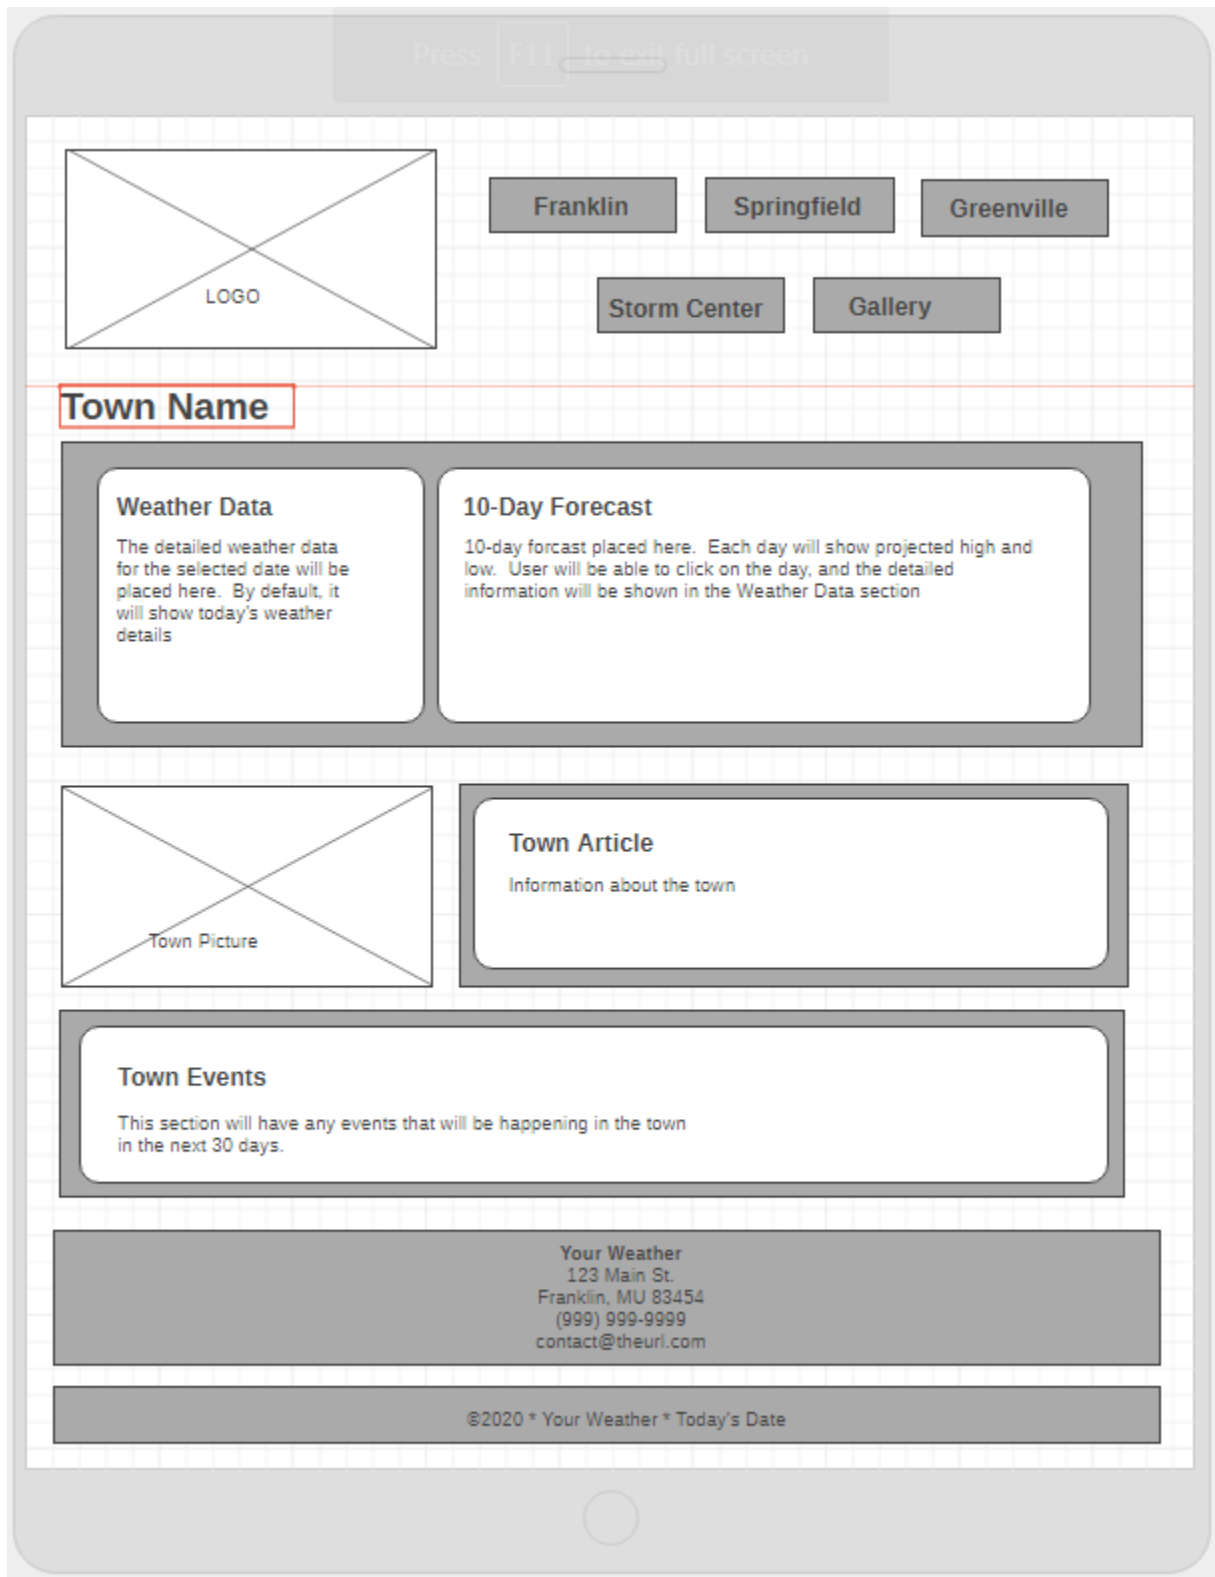 Press F11 to exit full screen
LOGO
Franklin
Springfield
Greenville
Storm Center
Gallery
Town Name
Weather Data
The detailed weather data
for the selected date will be
placed here.  By default, it
will show today's weather
details
10-Day Forecast
10-day forcast placed here.  Each day will show projected high and
low.  User will be able to click on the day, and the detailed
information will be shown in the Weather Data section
Town Picture
Town Article
Information about the town
Town Events
This section will have any events that will be happening in the town
in the next 30 days.
Your Weather
123 Main St.
Franklin, MU 83454
(999) 999-9999
contact@theurl.com
©2020 * Your Weather * Today's Date